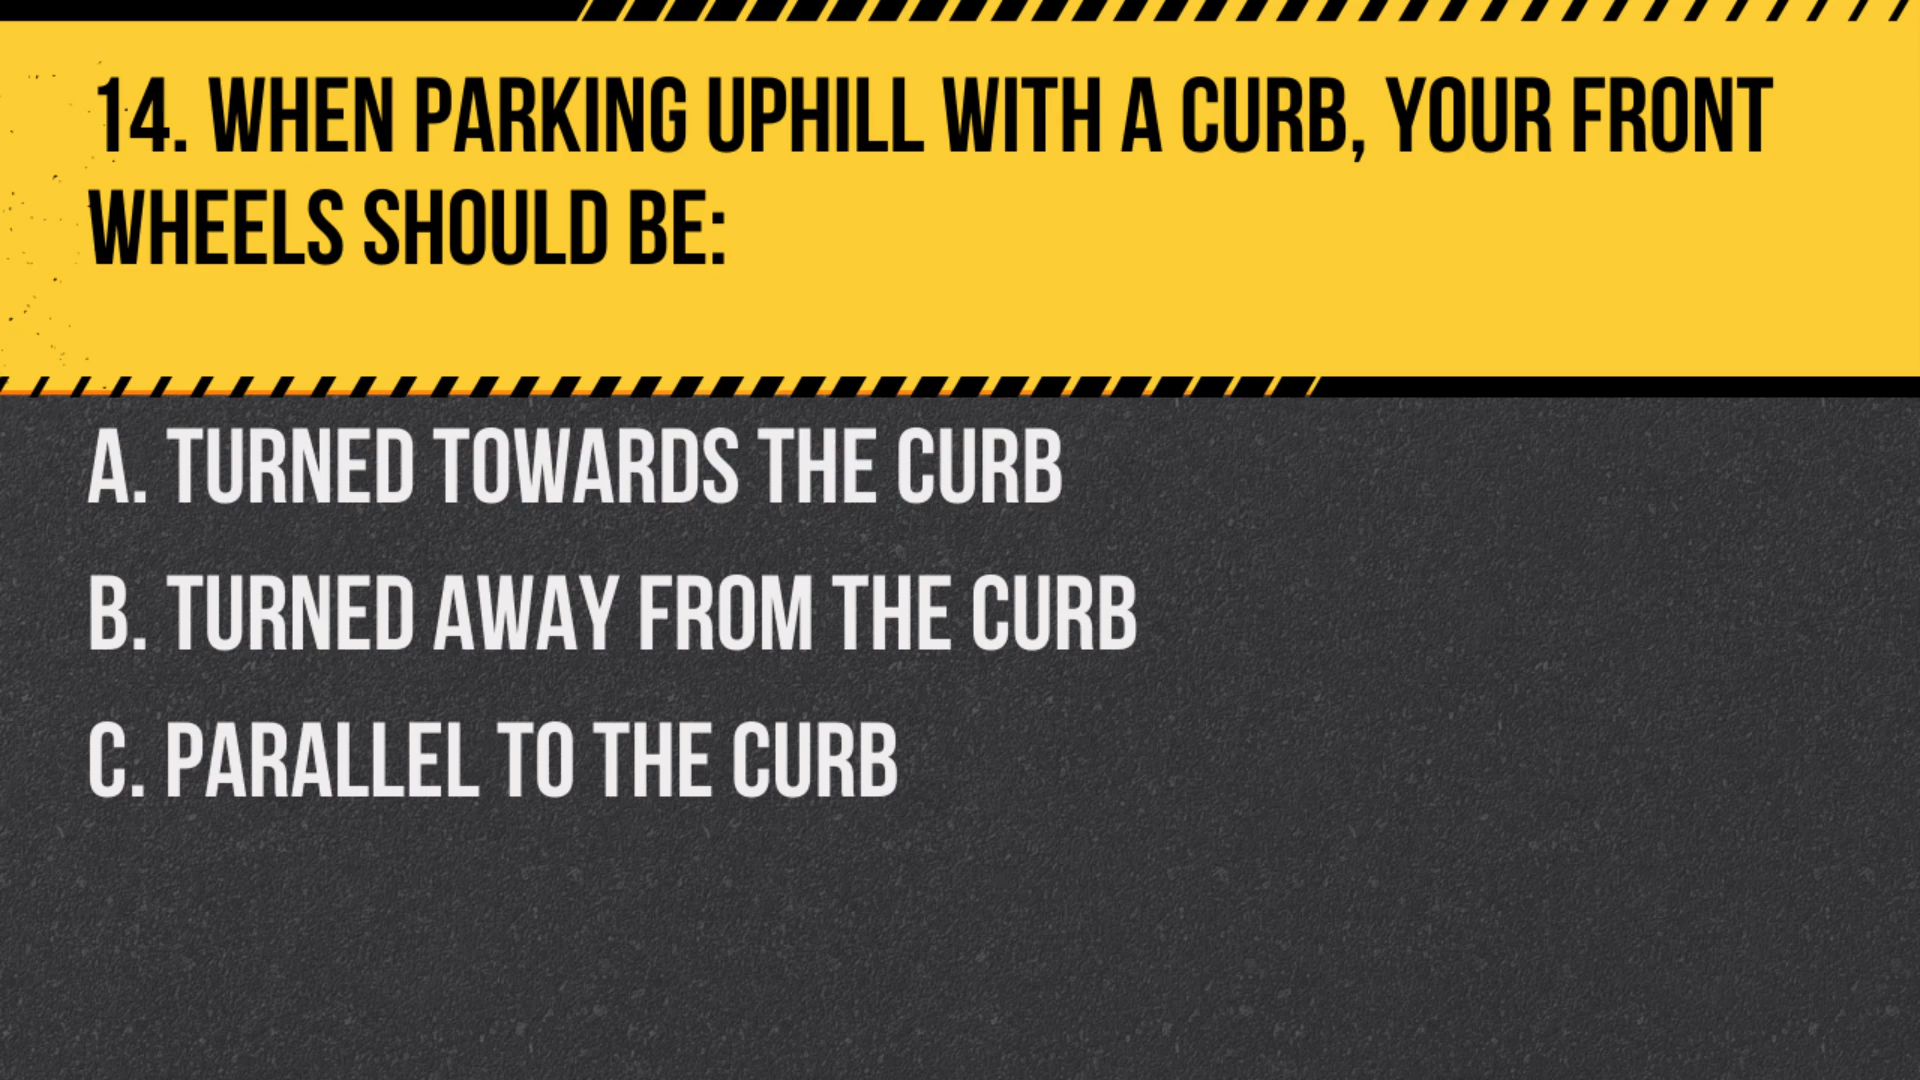 14. WHEN PARKING UPHILL WITH A CURB, YOUR FRONT
WHEELS SHOULD BE:
A. TURNED TOWARDS THE CURB
B. TURNED AWAY FROM THE CURB
C. PARALLEL TO THE CURB